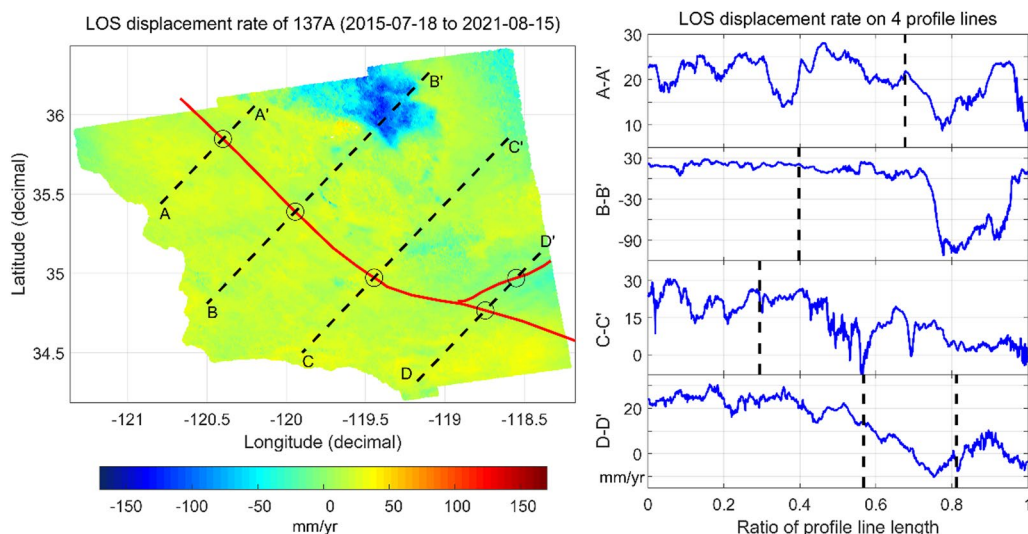 LOS displacement rate of 137A (2015-07-18 to 2021-08-15)
Latitude (decimal)
36
35.5
35
34.5
A
A'
B
B'
C
C'
D
D'
-121 -120.5 -120 -119.5 -119 -118.5
Longitude (decimal)
-150 -100 -50 0 50 100 150
mm/yr
LOS displacement rate on 4 profile lines
A-A'
30
20
10
B-B'
30
-30
-90
C-C'
30
15
0
D-D'
20
0
mm/yr
0 0.2 0.4 0.6 0.8 1
Ratio of profile line length